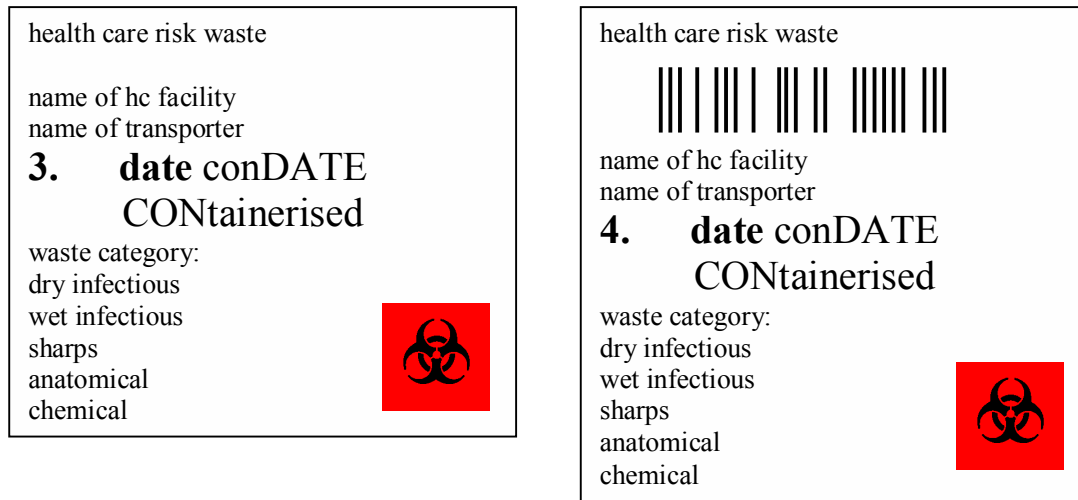 health care risk waste
name of hc facility
name of transporter
3. date conDATE
CONtainerised
waste category:
dry infectious
wet infectious
sharps
anatomical
chemical
health care risk waste
name of hc facility
name of transporter
4. date conDATE
CONtainerised
waste category:
dry infectious
wet infectious
sharps
anatomical
chemical